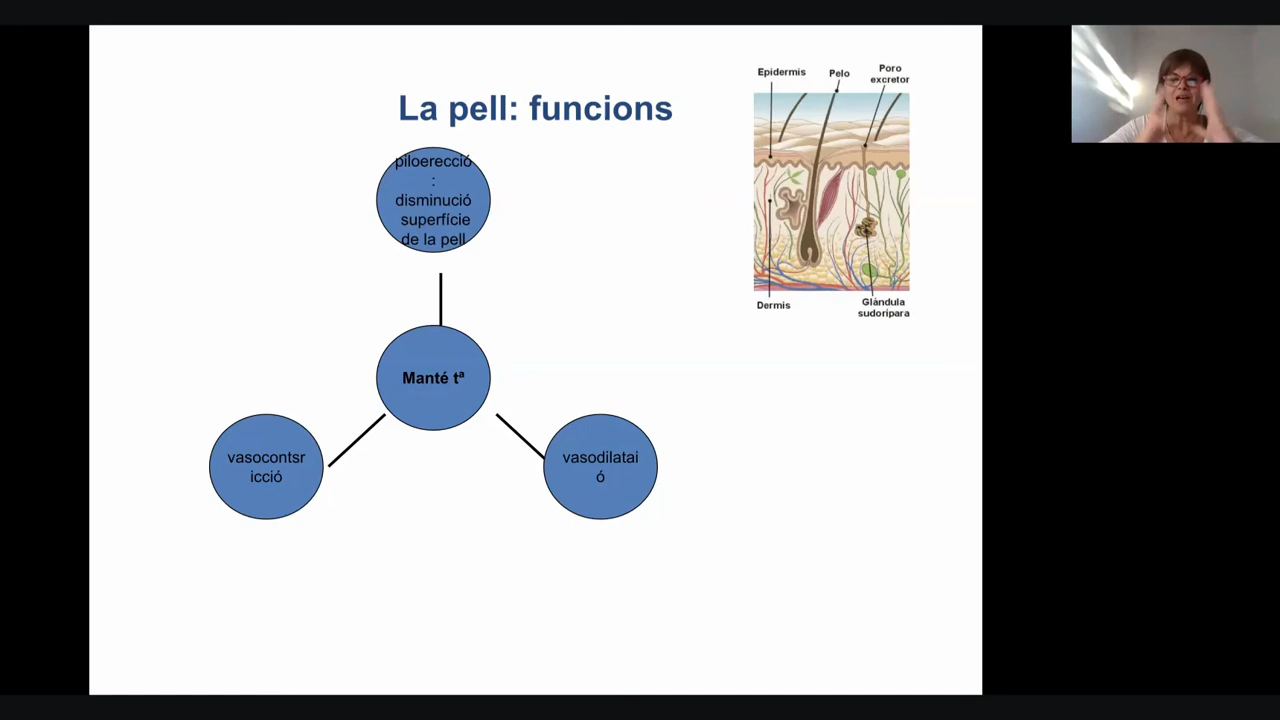 La pell: funcions
piloerecció
:
disminució
superfície
de la pell
Manté tª
vasocontsr
icció
vasodilatai
ó
Epidermis
Pelo
Poro
excretor
Dermis
Glándula
sudorípara